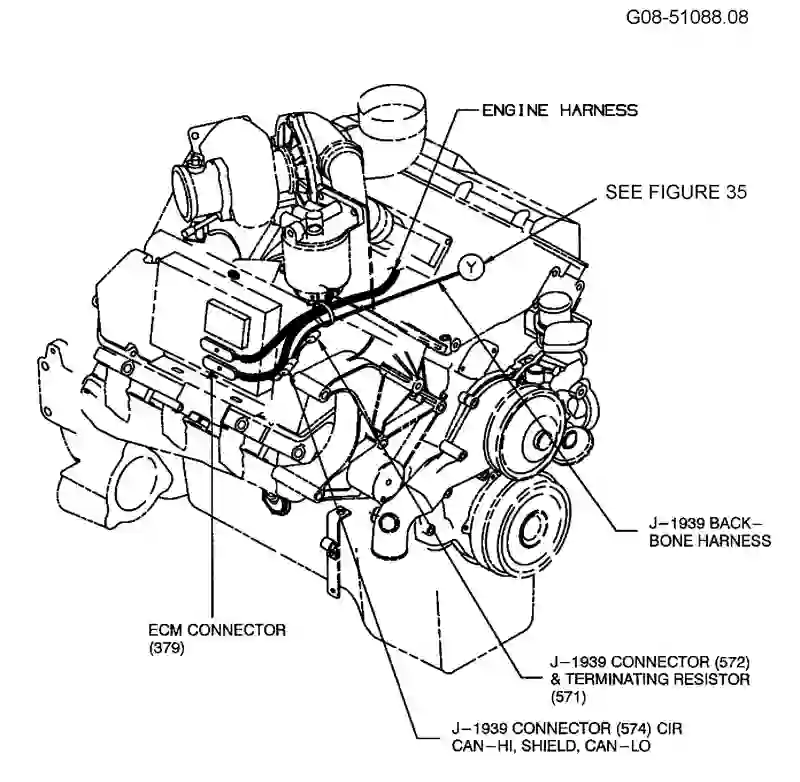 G08-51088.08
ENGINE HARNESS
SEE FIGURE 35
Y
J-1939 BACK-
BONE HARNESS
ECM CONNECTOR
(379)
J-1939 CONNECTOR (572)
& TERMINATING RESISTOR
(571)
J-1939 CONNECTOR (574) CIR
CAN-HI, SHIELD, CAN-LO